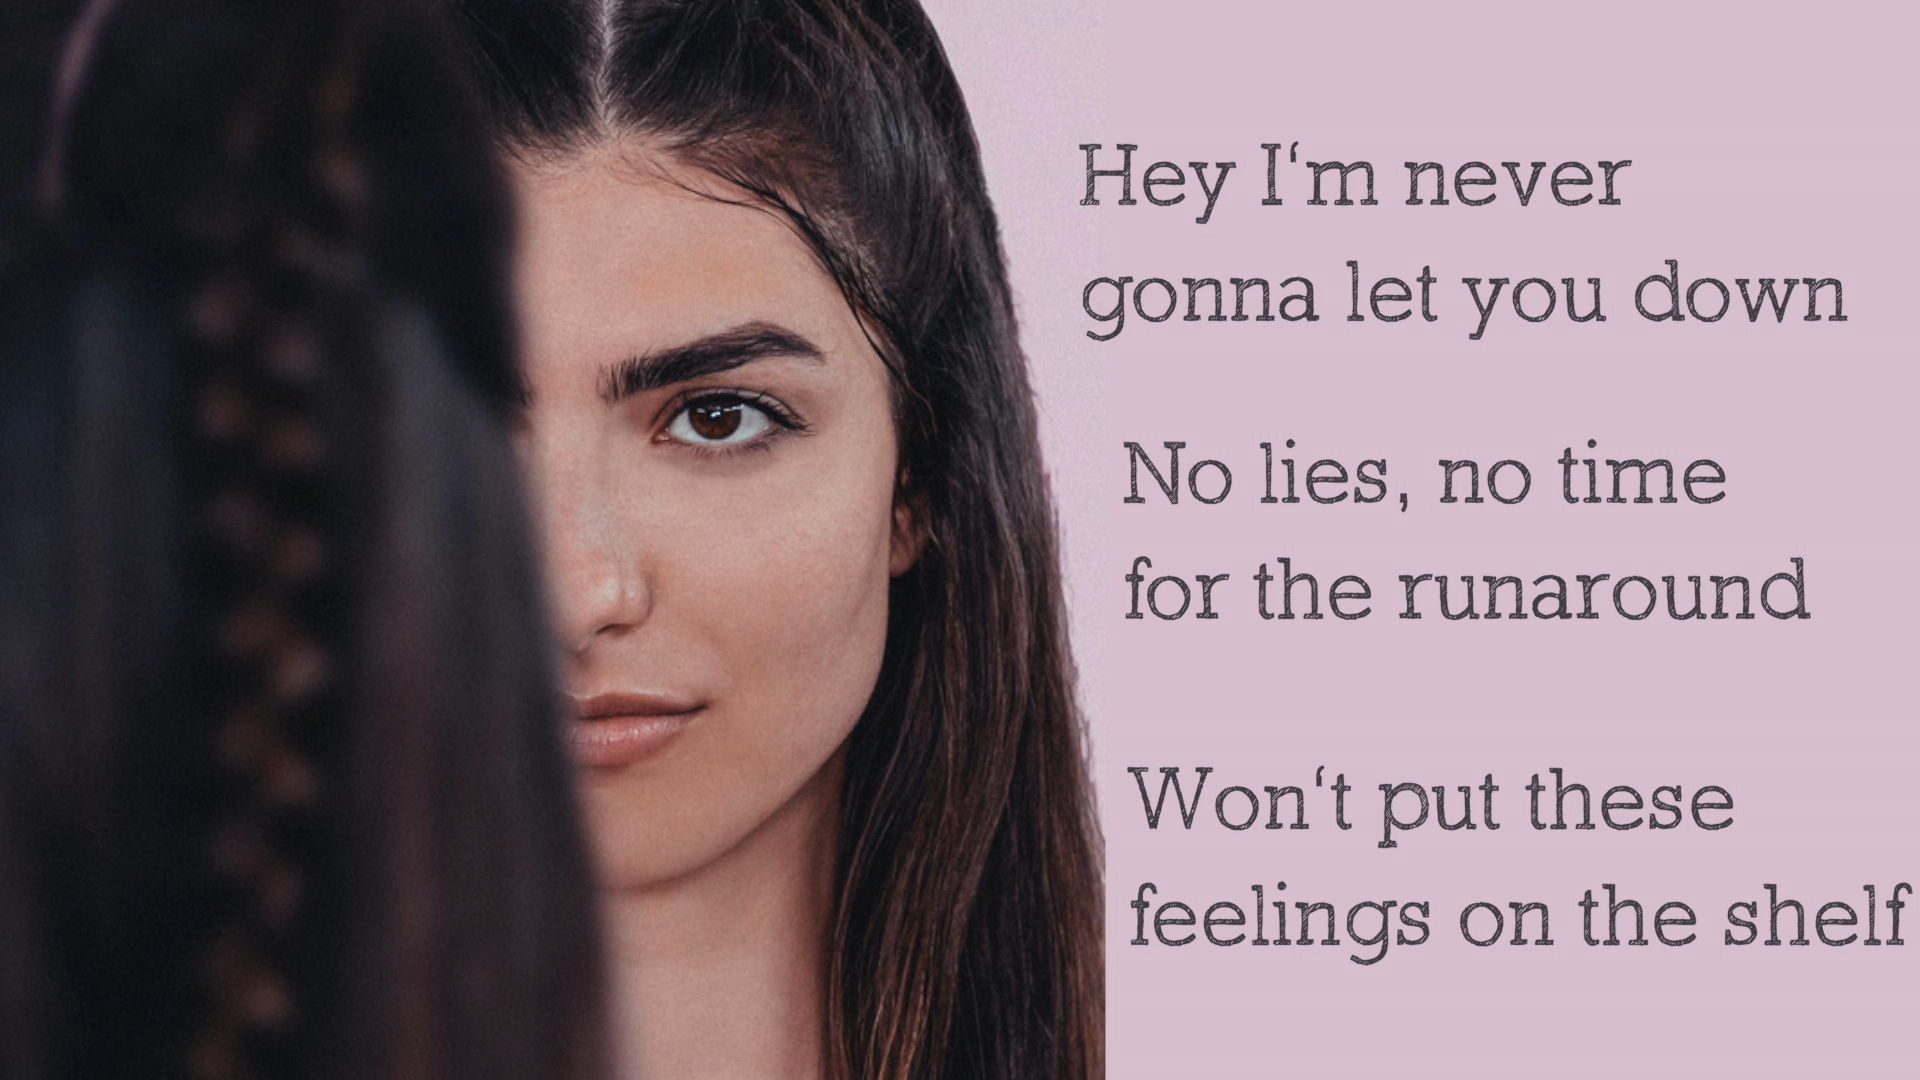 Hey I‘m never
gonna let you down
No lies, no time
for the runaround
Won‘t put these
feelings on the shelf